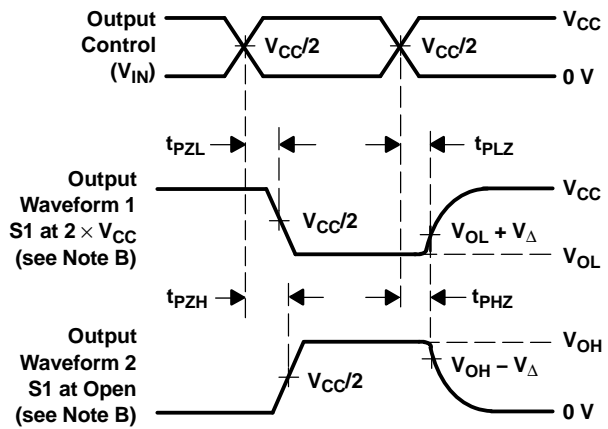 Output
Control
(VIN)
VCC/2
VCC/2
VCC
0 V
tPZL
tPLZ
Output
Waveform 1
S1 at 2 × VCC
(see Note B)
VCC/2
VCC
VOL + VΔ
VOL
tPZH
tPHZ
Output
Waveform 2
S1 at Open
(see Note B)
VCC/2
VOH
VOH − VΔ
0 V